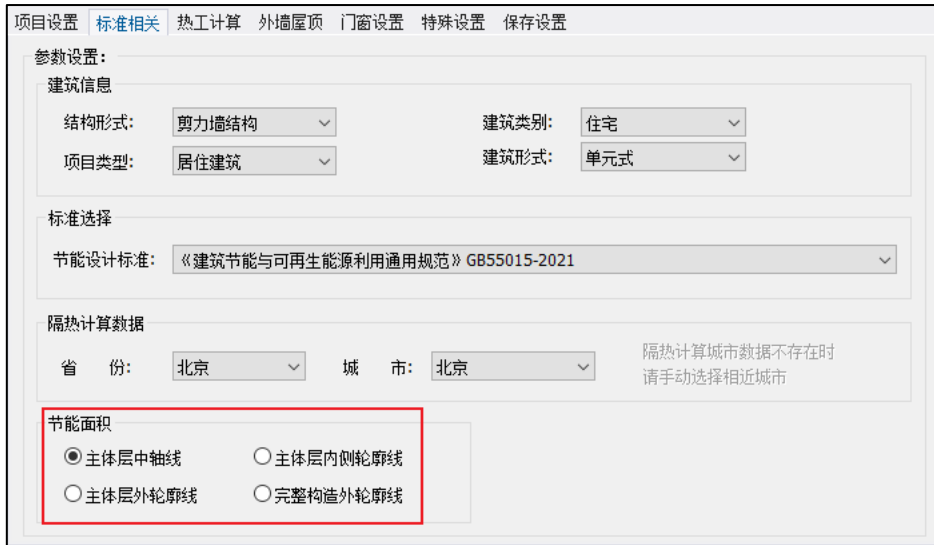 项目设置 标准相关 热工计算 外墙屋顶 门窗设置 特殊设置 保存设置
参数设置:
建筑信息
结构形式: 剪力墙结构 建筑类别: 住宅
项目类型: 居住建筑 建筑形式: 单元式
标准选择
节能设计标准: 《建筑节能与可再生能源利用通用规范》GB55015-2021
隔热计算数据
省 份: 北京 城 市: 北京 隔热计算城市数据不存在时
请手动选择相近城市
节能面积
主体层中轴线 主体层内侧轮廓线
主体层外轮廓线 完整构造外轮廓线